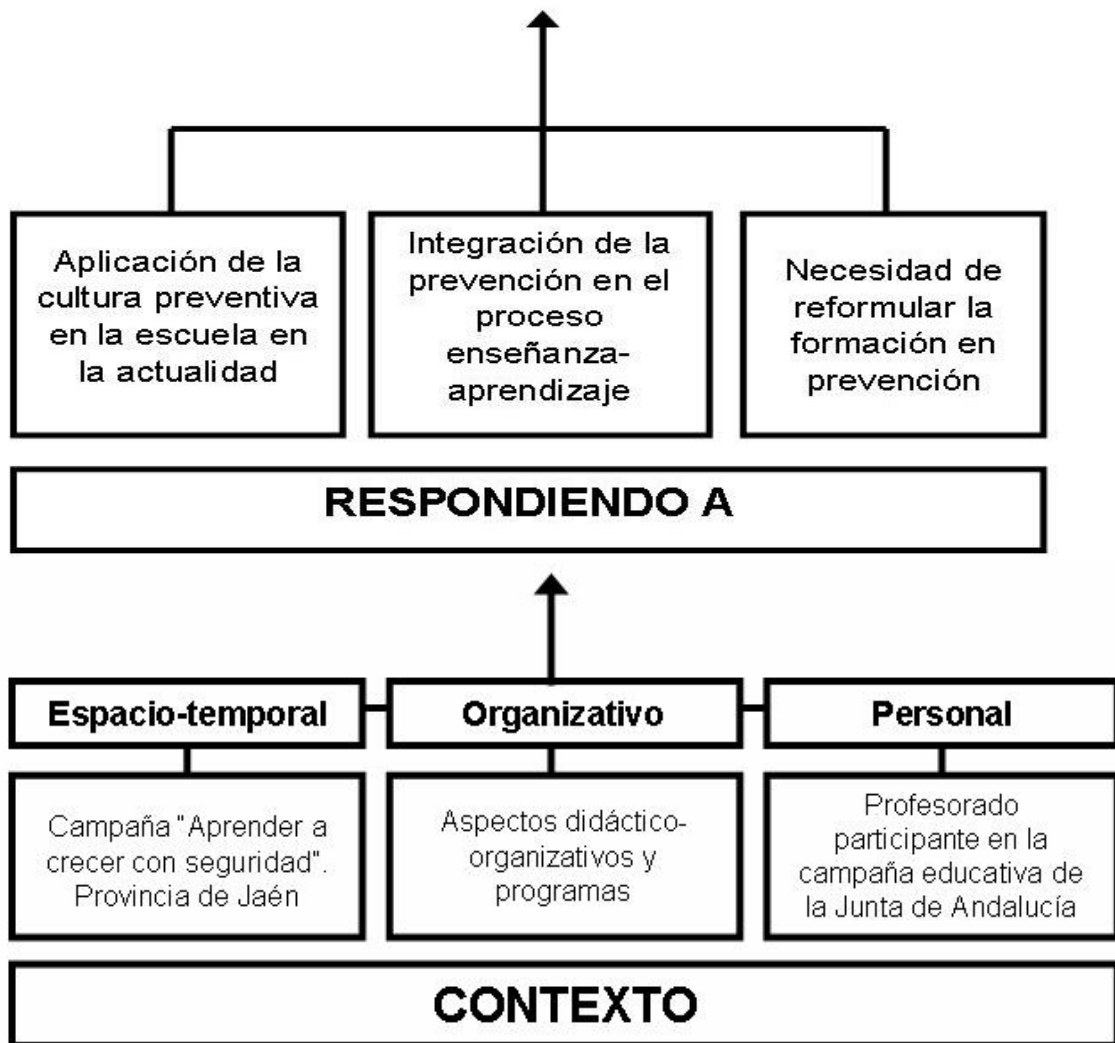 Aplicación de la
cultura preventiva
en la escuela en
la actualidad
Integración de la
prevención en el
proceso
enseñanza-
aprendizaje
Necesidad de
reformular la
formación en
prevención
RESPONDIENDO A
Espacio-temporal
Organizativo
Personal
Campaña "Aprender a
crecer con seguridad".
Provincia de Jaén
Aspectos didáctico-
organizativos y
programas
Profesorado
participante en la
campaña educativa de
la Junta de Andalucía
CONTEXTO